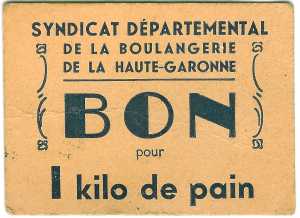 SYNDICAT DÉPARTEMENTAL
DE LA BOULANGERIE
DE LA HAUTE-GARONNE
BON
pour
1 kilo de pain